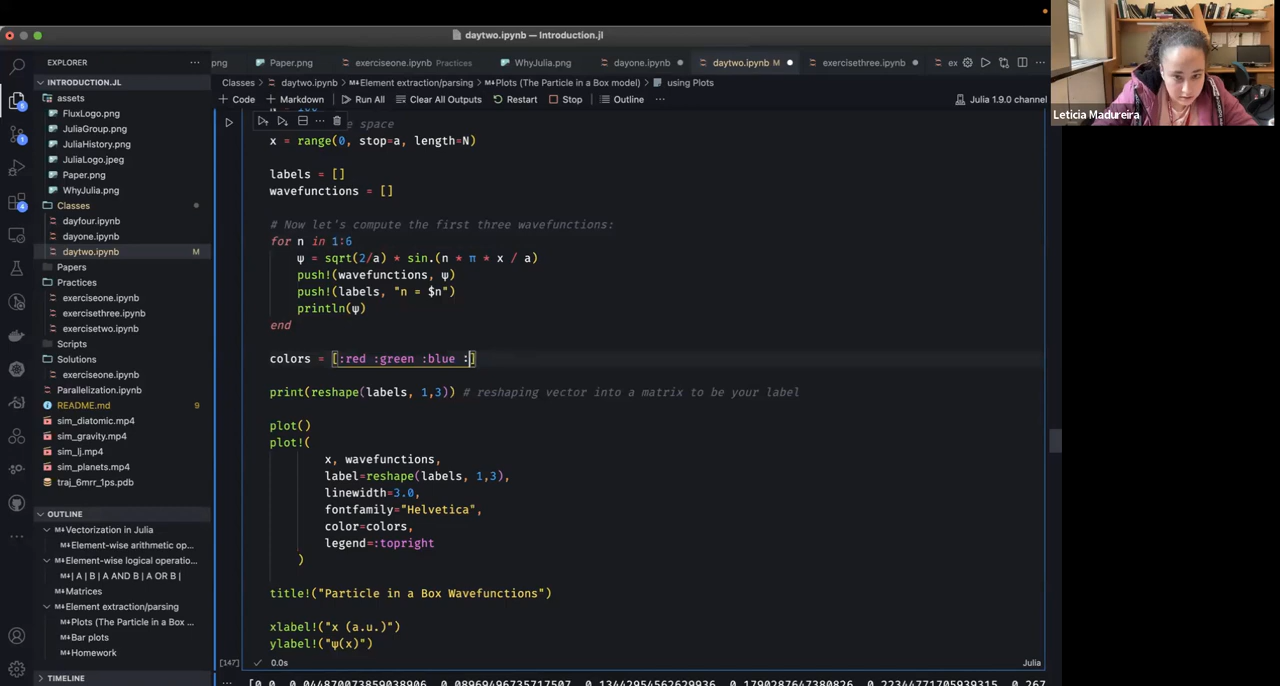 daytwo.ipynb — Introduction.jl
EXPLORER
png
Paper.png
exerciseone.ipynb Practices
WhyJulia.png
dayone.ipynb
daytwo.ipynb M
exercisethree.ipynb
ex
INTRODUCTION.JL
Classes > daytwo.ipynb > M↓Element extraction/parsing > M↓Plots (The Particle in a Box model) > using Plots
assets
+ Code + Markdown Run All Clear All Outputs Restart Stop Outline ...
Julia 1.9.0 channel
Leticia Madureira
FluxLogo.png
JuliaGroup.png
JuliaHistory.png
JuliaLogo.jpeg
Paper.png
WhyJulia.png
Classes
dayfour.ipynb
dayone.ipynb
daytwo.ipynb M
Papers
Practices
exerciseone.ipynb
exercisethree.ipynb
exercisetwo.ipynb
Scripts
Solutions
exerciseone.ipynb
Parallelization.ipynb
README.md 9
sim_diatomic.mp4
sim_gravity.mp4
sim_lj.mp4
sim_planets.mp4
traj_6mrr_1ps.pdb
OUTLINE
M↓Vectorization in Julia
M↓Element-wise arithmetic op...
M↓Element-wise logical operatio...
M↓| A | B | A AND B | A OR B |
M↓Matrices
M↓Element extraction/parsing
M↓Plots (The Particle in a Box ...
M↓Bar plots
M↓Homework
TIMELINE
5
1
4
e space
x = range(0, stop=a, length=N)
labels = []
wavefunctions = []
# Now let's compute the first three wavefunctions:
for n in 1:6
ψ = sqrt(2/a) * sin.(n * π * x / a)
push!(wavefunctions, ψ)
push!(labels, "n = $n")
println(ψ)
end
colors = [:red :green :blue :]
print(reshape(labels, 1,3)) # reshaping vector into a matrix to be your label
plot()
plot!(
x, wavefunctions,
label=reshape(labels, 1,3),
linewidth=3.0,
fontfamily="Helvetica",
color=colors,
legend=:topright
)
title!("Particle in a Box Wavefunctions")
xlabel!("x (a.u.)")
ylabel!("ψ(x)")
[147] ✓ 0.0s
Julia